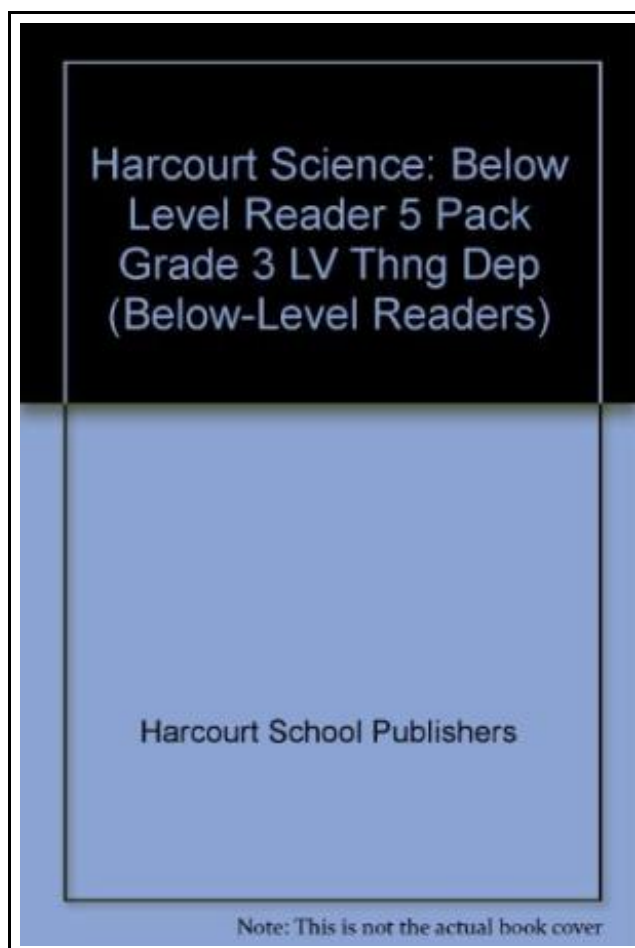 Harcourt Science: Below
Level Reader 5 Pack
Grade 3 LV Thng Dep
(Below-Level Readers)
Harcourt School Publishers
Note: This is not the actual book cover